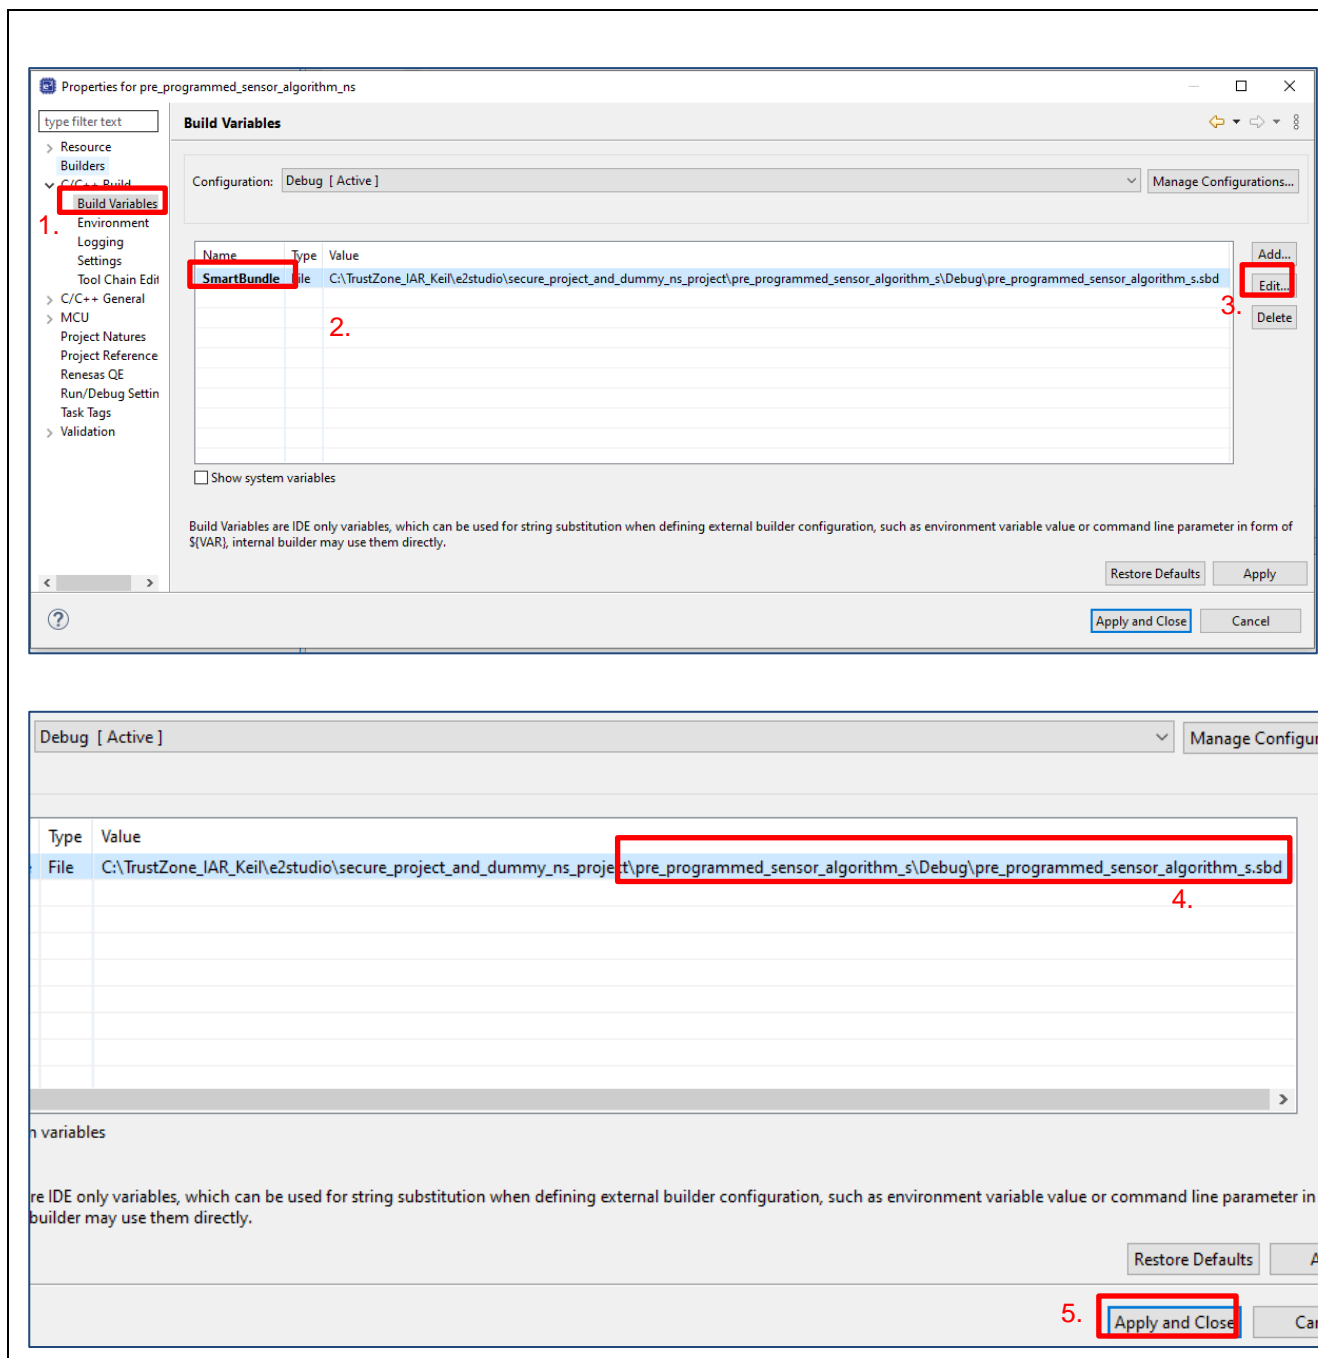 Properties for pre_programmed_sensor_algorithm_ns
type filter text
Build Variables
Resource
Builders
C/C++ Build
Build Variables
1.
Environment
Logging
Settings
Tool Chain Edit
C/C++ General
MCU
Project Natures
Project Reference
Renesas QE
Run/Debug Settin
Task Tags
Validation
Configuration: Debug [ Active ]
Manage Configurations...
Name Type Value
SmartBundle File C:\TrustZone_IAR_Keil\e2studio\secure_project_and_dummy_ns_project\pre_programmed_sensor_algorithm_s\Debug\pre_programmed_sensor_algorithm_s.sbd
2.
Add...
Edit...
3.
Delete
Show system variables
Build Variables are IDE only variables, which can be used for string substitution when defining external builder configuration, such as environment variable value or command line parameter in form of
${VAR}, internal builder may use them directly.
Restore Defaults Apply
Apply and Close Cancel
Debug [ Active ]
Manage Configur
Type Value
File C:\TrustZone_IAR_Keil\e2studio\secure_project_and_dummy_ns_project\pre_programmed_sensor_algorithm_s\Debug\pre_programmed_sensor_algorithm_s.sbd
4.
n variables
re IDE only variables, which can be used for string substitution when defining external builder configuration, such as environment variable value or command line parameter in
builder may use them directly.
Restore Defaults A
5.
Apply and Close Car